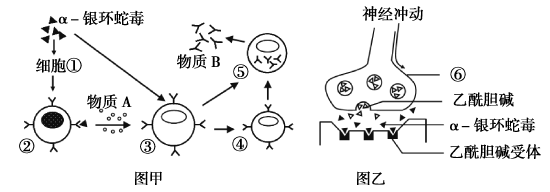 α-银环蛇毒
细胞①
②
物质 A
③
④
⑤
物质 B
图甲
神经冲动
⑥
乙酰胆碱
α-银环蛇毒
乙酰胆碱受体
图乙